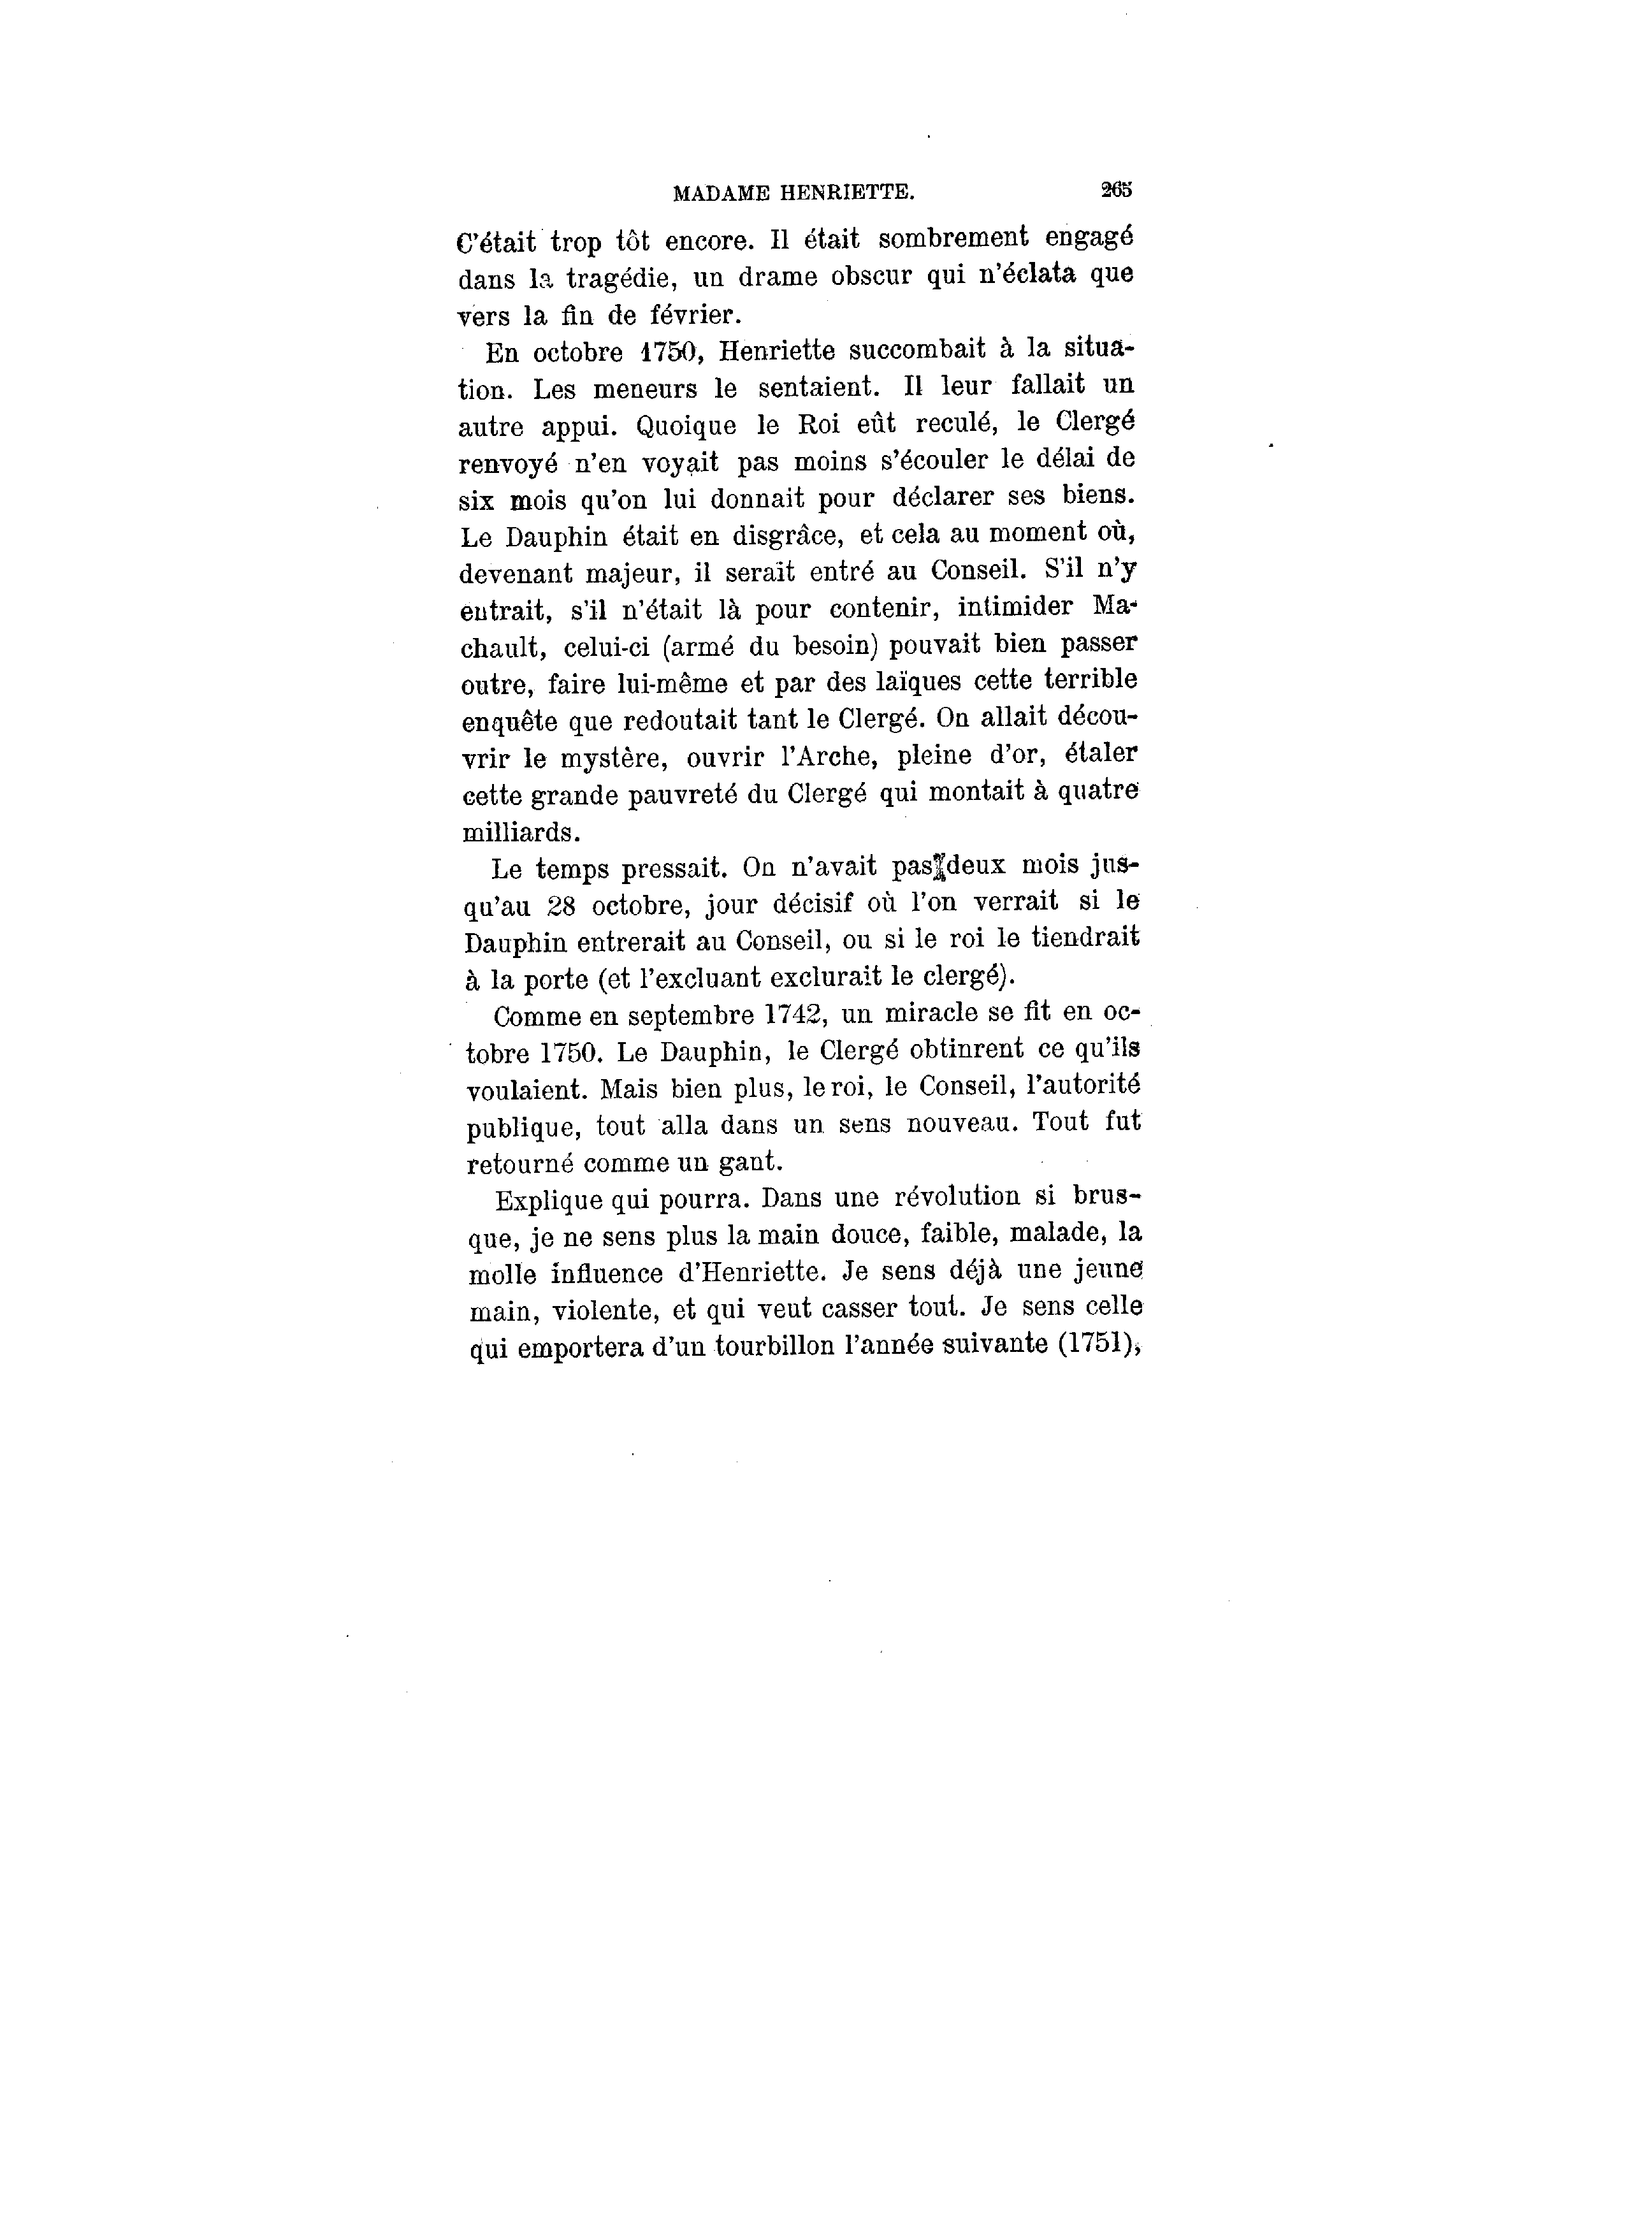 MADAME HENRIETTE. 265
C'était trop tôt encore. Il était sombrement engagé
dans la tragédie, un drame obscur qui n'éclata que
vers la fin de février.
En octobre 1750, Henriette succombait à la situa-
tion. Les meneurs le sentaient. Il leur fallait un
autre appui. Quoique le Roi eût reculé, le Clergé
renvoyé n'en voyait pas moins s'écouler le délai de
six mois qu'on lui donnait pour déclarer ses biens.
Le Dauphin était en disgrâce, et cela au moment où,
devenant majeur, il serait entré au Conseil. S'il n'y
entrait, s'il n'était là pour contenir, intimider Ma-
chault, celui-ci (armé du besoin) pouvait bien passer
outre, faire lui-même et par des laïques cette terrible
enquête que redoutait tant le Clergé. On allait décou-
vrir le mystère, ouvrir l'Arche, pleine d'or, étaler
cette grande pauvreté du Clergé qui montait à quatre
milliards.
Le temps pressait. On n'avait pas deux mois jus-
qu'au 28 octobre, jour décisif où l'on verrait si le
Dauphin entrerait au Conseil, ou si le roi le tiendrait
à la porte (et l'excluant exclurait le clergé).
Comme en septembre 1742, un miracle se fit en oc-
tobre 1750. Le Dauphin, le Clergé obtinrent ce qu'ils
voulaient. Mais bien plus, le roi, le Conseil, l'autorité
publique, tout alla dans un sens nouveau. Tout fut
retourné comme un gant.
Explique qui pourra. Dans une révolution si brus-
que, je ne sens plus la main douce, faible, malade, la
molle influence d'Henriette. Je sens déjà une jeune
main, violente, et qui veut casser tout. Je sens celle
qui emportera d'un tourbillon l'année suivante (1751),